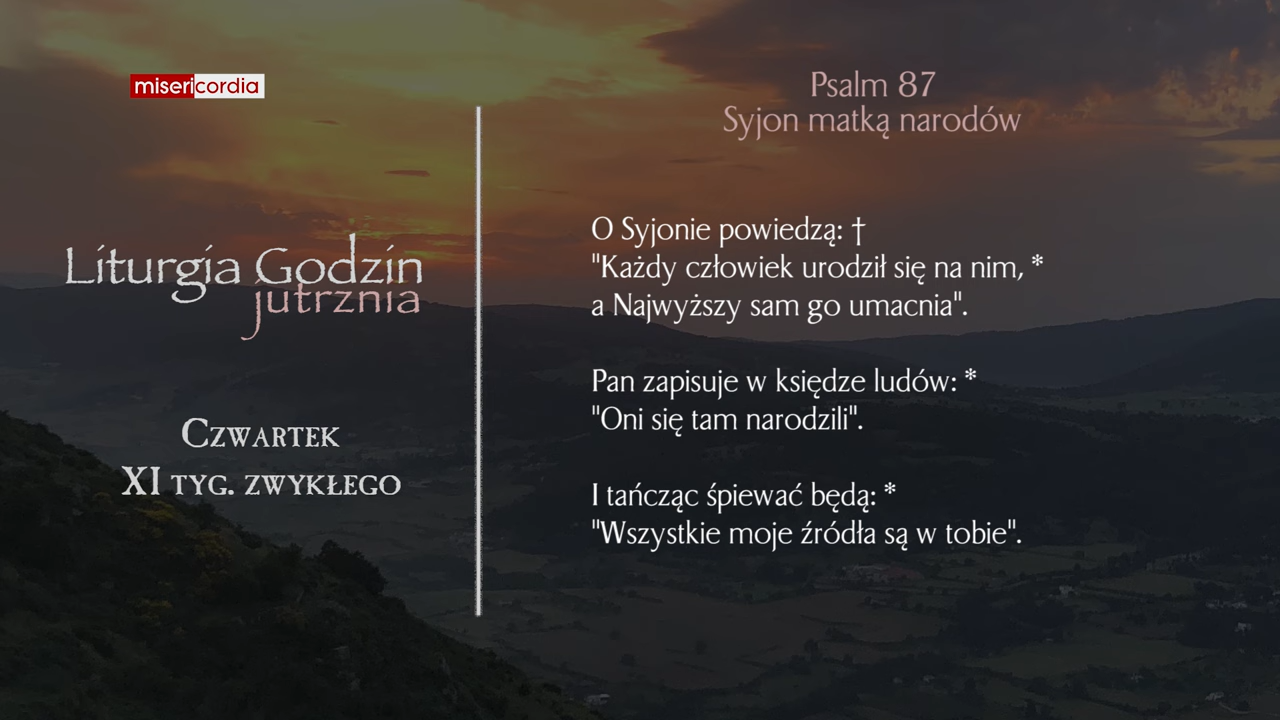 misericordia
Liturgia Godzin
jutrznia
Czwartek
XI tyg. zwykłego
Psalm 87
Syjon matką narodów
O Syjonie powiedzą: †
"Każdy człowiek urodził się na nim, *
a Najwyższy sam go umacnia".
Pan zapisuje w księdze ludów: *
"Oni się tam narodzili".
I tańcząc śpiewać będą: *
"Wszystkie moje źródła są w tobie".